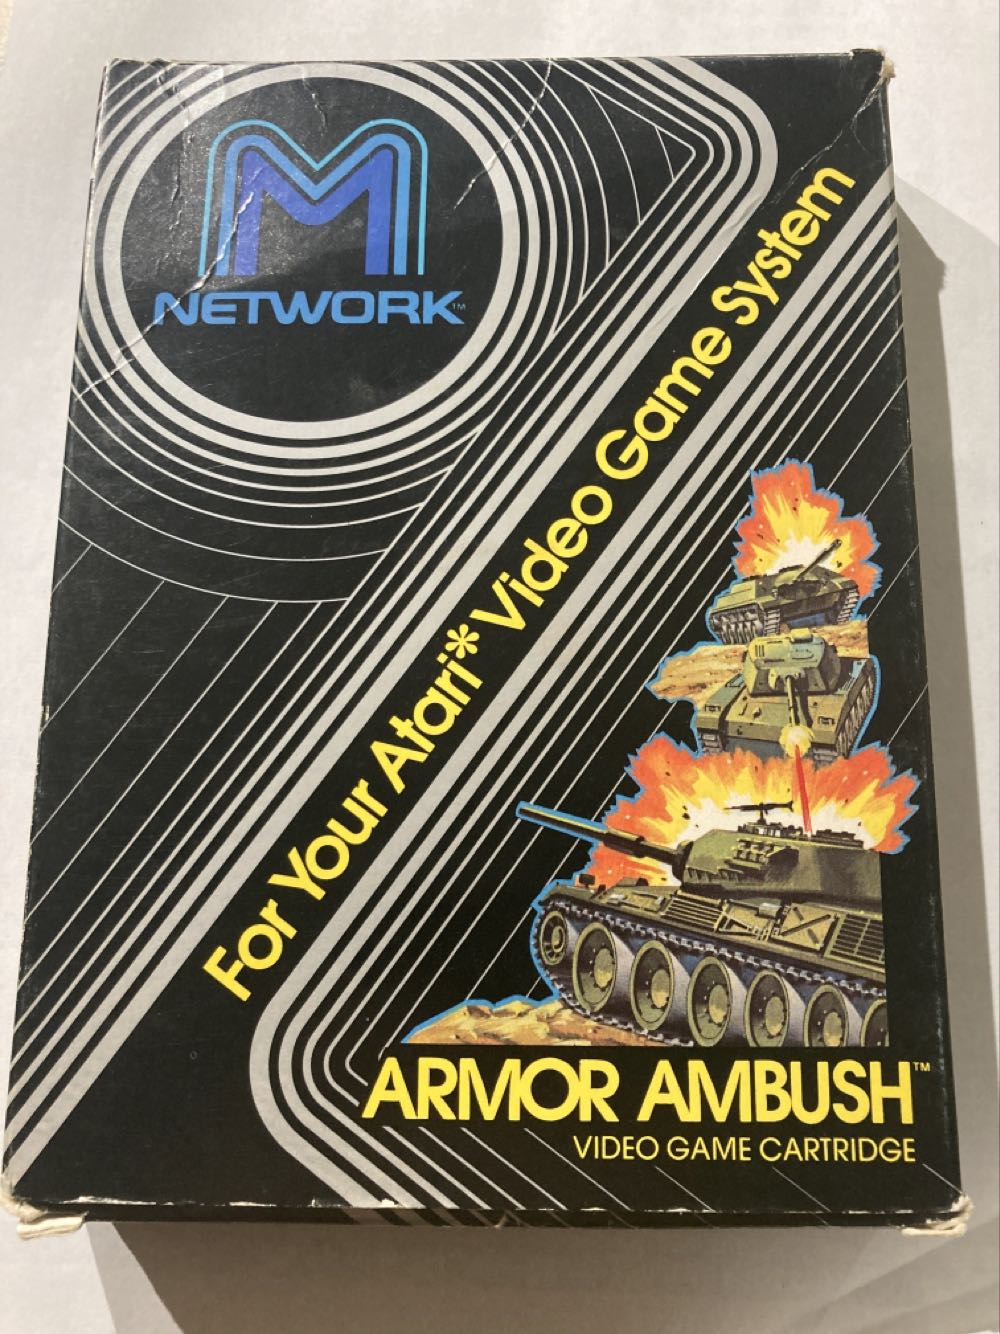 M
NETWORK™
For Your Atari* Video Game System
ARMOR AMBUSH™
VIDEO GAME CARTRIDGE